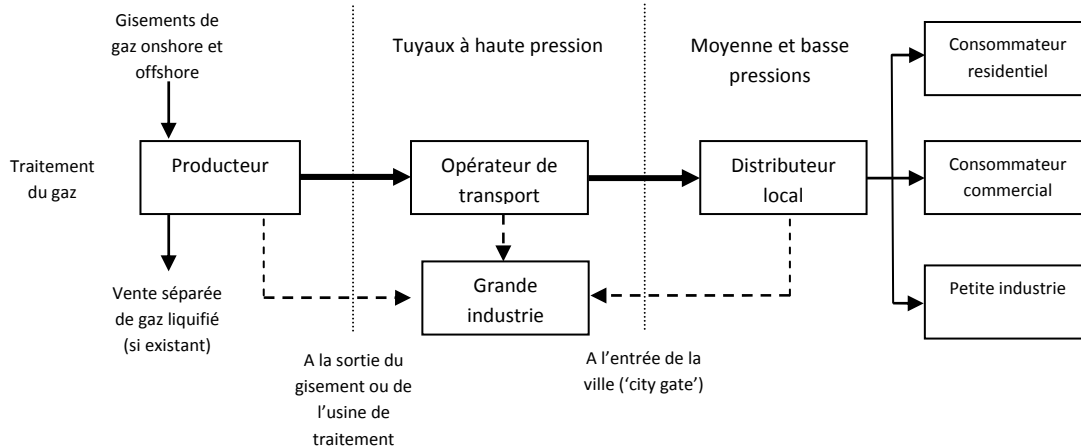 Gisements de
gaz onshore et
offshore
Tuyaux à haute pression
Moyenne et basse
pressions
Consommateur
residentiel
Traitement
du gaz
Producteur
Opérateur de
transport
Distributeur
local
Consommateur
commercial
Vente séparée
de gaz liquifié
(si existant)
Grande
industrie
Petite industrie
A la sortie du
gisement ou de
l’usine de
traitement
A l’entrée de la
ville (‘city gate’)